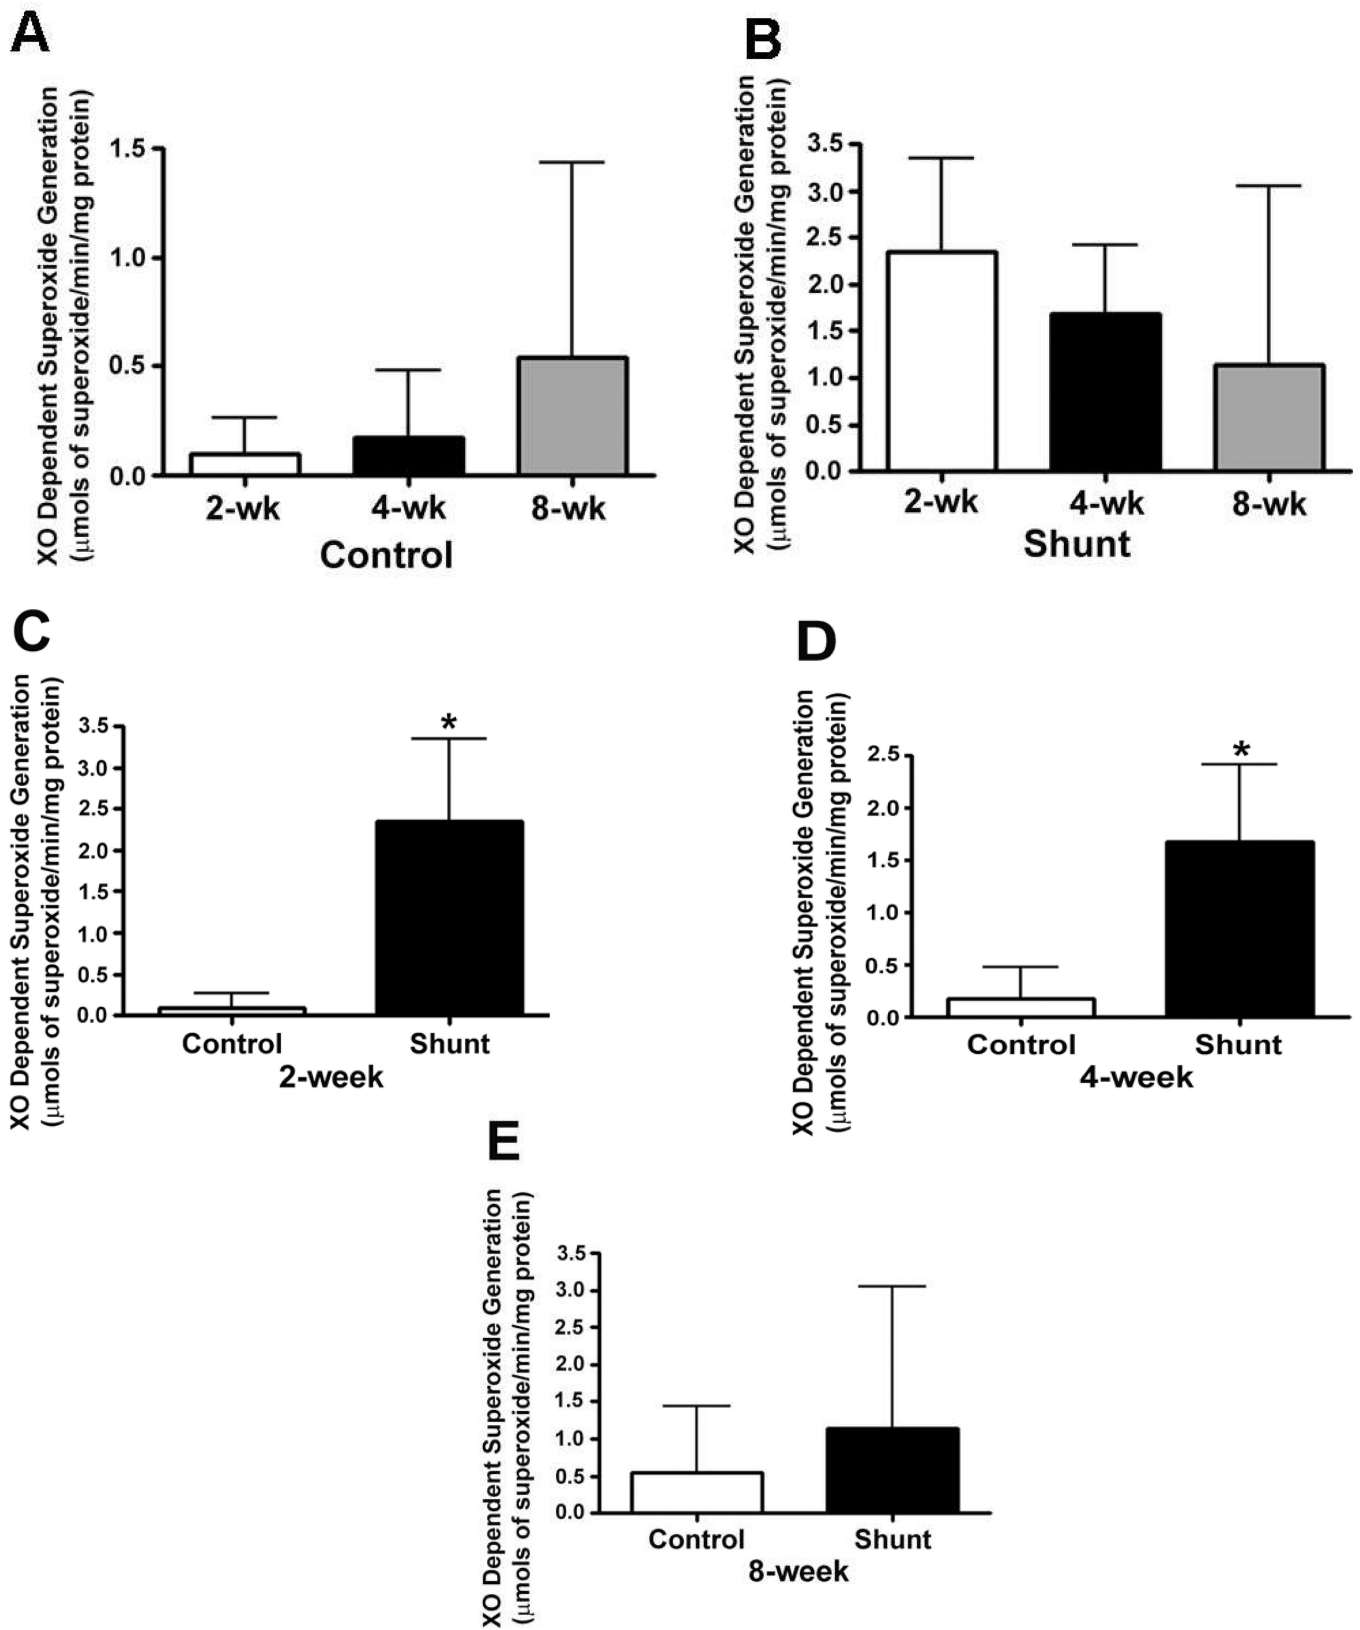 A
XO Dependent Superoxide Generation
(μmols of superoxide/min/mg protein)
1.5
1.0
0.5
0.0
2-wk 4-wk 8-wk
Control
B
XO Dependent Superoxide Generation
(μmols of superoxide/min/mg protein)
3.5
3.0
2.5
2.0
1.5
1.0
0.5
0.0
2-wk 4-wk 8-wk
Shunt
C
XO Dependent Superoxide Generation
(μmols of superoxide/min/mg protein)
3.5
3.0
2.5
2.0
1.5
1.0
0.5
0.0
*
Control Shunt
2-week
D
XO Dependent Superoxide Generation
(μmols of superoxide/min/mg protein)
2.5
2.0
1.5
1.0
0.5
0.0
*
Control Shunt
4-week
E
XO Dependent Superoxide Generation
(μmols of superoxide/min/mg protein)
3.5
3.0
2.5
2.0
1.5
1.0
0.5
0.0
Control Shunt
8-week